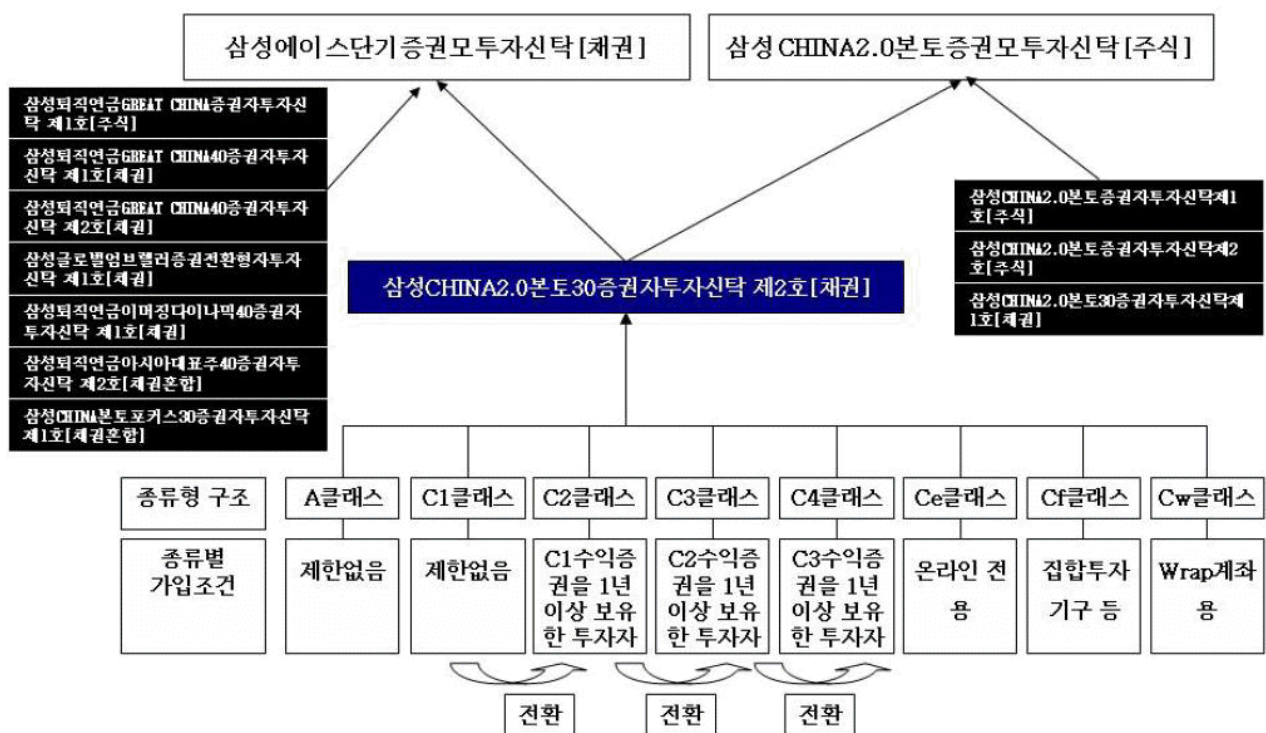 삼성에이스단기증권모투자신탁[채권]
삼성CHINA2.0본토증권모투자신탁[주식]
삼성퇴직연금GREAT CHINA증권자투자신
탁 제1호[주식]
삼성퇴직연금GREAT CHINA40증권자투자
신탁 제1호[채권]
삼성퇴직연금GREAT CHINA40증권자투자
신탁 제2호[채권]
삼성글로벌엄브렐러증권전환형자투자
신탁 제1호[채권]
삼성퇴직연금이머징다이나믹40증권자
투자신탁 제1호[채권]
삼성퇴직연금아시아대표주40증권자투
자신탁 제2호[채권혼합]
삼성CHINA본토포커스30증권자투자신탁
제1호[채권혼합]
삼성CHINA2.0본토증권자투자신탁제1
호[주식]
삼성CHINA2.0본토증권자투자신탁제2
호[주식]
삼성CHINA2.0본토30증권자투자신탁제
1호[채권]
삼성CHINA2.0본토30증권자투자신탁 제2호[채권]
종류형 구조
A클래스
C1클래스
C2클래스
C3클래스
C4클래스
Ce클래스
Cf클래스
Cw클래스
종류별
가입조건
제한없음
제한없음
C1수익증
권을 1년
이상 보유
한 투자자
C2수익증
권을 1년
이상 보유
한 투자자
C3수익증
권을 1년
이상 보유
한 투자자
온라인 전
용
집합투자
기구 등
Wrap계좌
용
전환
전환
전환